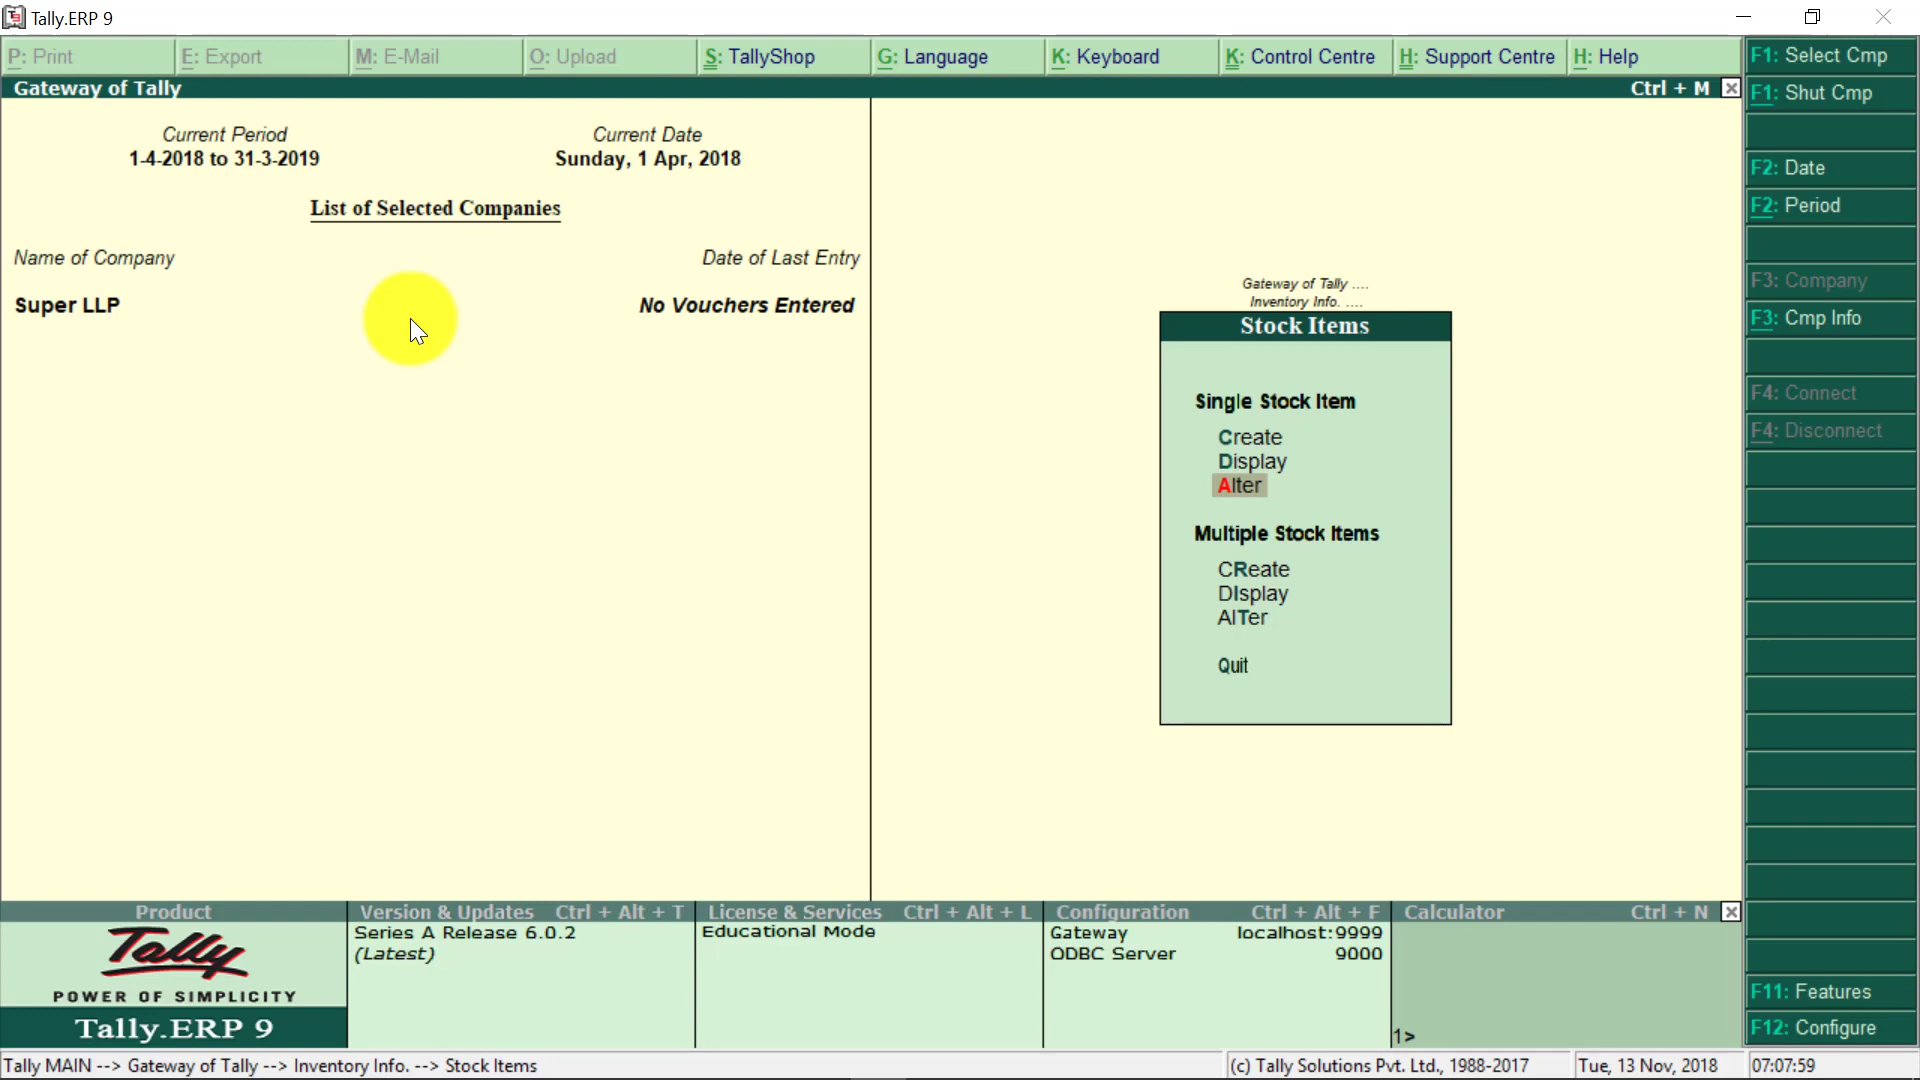 Tally.ERP 9
P: Print
E: Export
M: E-Mail
O: Upload
S: TallyShop
G: Language
K: Keyboard
K: Control Centre
H: Support Centre
H: Help
Gateway of Tally
Ctrl + M
Current Period
1-4-2018 to 31-3-2019
Current Date
Sunday, 1 Apr, 2018
List of Selected Companies
Name of Company
Date of Last Entry
Super LLP
No Vouchers Entered
Gateway of Tally ....
Inventory Info. ....
Stock Items
Single Stock Item
Create
Display
Alter
Multiple Stock Items
CReate
DIsplay
AlTer
Quit
F1: Select Cmp
F1: Shut Cmp
F2: Date
F2: Period
F3: Company
F3: Cmp Info
F4: Connect
F4: Disconnect
F11: Features
F12: Configure
Product
Tally
POWER OF SIMPLICITY
Tally.ERP 9
Version & Updates Ctrl + Alt + T
Series A Release 6.0.2
(Latest)
License & Services Ctrl + Alt + L
Educational Mode
Configuration Ctrl + Alt + F
Gateway localhost:9999
ODBC Server 9000
Calculator Ctrl + N
1>
Tally MAIN --> Gateway of Tally --> Inventory Info. --> Stock Items
(c) Tally Solutions Pvt. Ltd., 1988-2017
Tue, 13 Nov, 2018
07:07:59